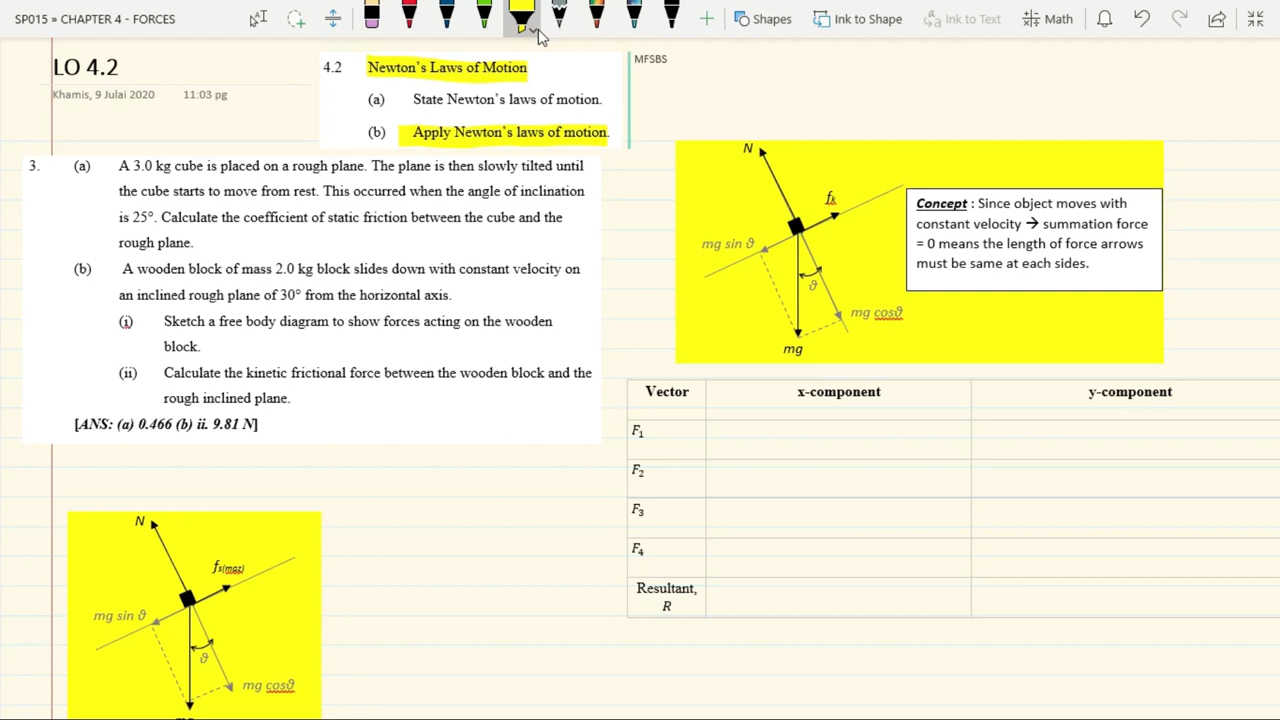 SP015 » CHAPTER 4 - FORCES
Shapes
Ink to Shape
Ink to Text
Math
LO 4.2
Khamis, 9 Julai 2020 11:03 pg
4.2 Newton's Laws of Motion
(a) State Newton's laws of motion.
(b) Apply Newton's laws of motion.
MFSBS
3. (a) A 3.0 kg cube is placed on a rough plane. The plane is then slowly tilted until
the cube starts to move from rest. This occurred when the angle of inclination
is 25°. Calculate the coefficient of static friction between the cube and the
rough plane.
(b) A wooden block of mass 2.0 kg block slides down with constant velocity on
an inclined rough plane of 30° from the horizontal axis.
(i) Sketch a free body diagram to show forces acting on the wooden
block.
(ii) Calculate the kinetic frictional force between the wooden block and the
rough inclined plane.
[ANS: (a) 0.466 (b) ii. 9.81 N]
N
fk
mg sin ϑ
ϑ
mg cosϑ
mg
Concept : Since object moves with
constant velocity → summation force
= 0 means the length of force arrows
must be same at each sides.
Vector x-component y-component
F1
F2
F3
F4
Resultant,
R
N
fs(maz)
mg sin ϑ
ϑ
mg cosϑ